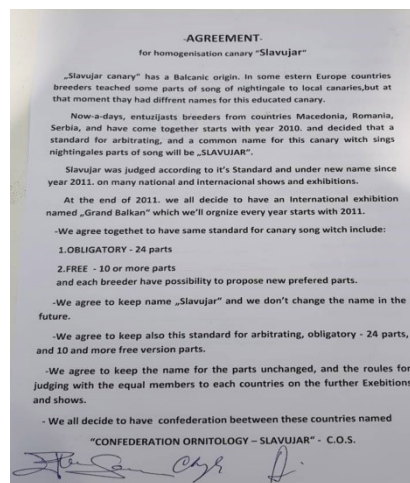 -AGREEMENT-
for homogenisation canary "Slavujar"
„Slavujar canary" has a Balcanic origin. In some estern Europe countries
breeders teached some parts of song of nightingale to local canaries,but at
that moment thay had diffrent names for this educated canary.
Now-a-days, entuzijasts breeders from countries Macedonia, Romania,
Serbia, and have come together starts with year 2010. and decided that a
standard for arbitrating, and a common name for this canary witch sings
nightingales parts of song will be „SLAVUJAR".
Slavujar was judged according to it's Standard and under new name since
year 2011. on many national and internacional shows and exhibitions.
At the end of 2011. we all decide to have an International exhibition
named „Grand Balkan" which we'll orgnize every year starts with 2011.
-We agree togethet to have same standard for canary song witch include:
1.OBLIGATORY - 24 parts
2.FREE - 10 or more parts
and each breeder have possibility to propose new prefered parts.
-We agree to keep name „Slavujar" and we don't change the name in the
future.
-We agree to keep also this standard for arbitrating, obligatory - 24 parts,
and 10 and more free version parts.
-We agree to keep the name for the parts unchanged, and the roules for
judging with the equal members to each countries on the further Exebitions
and shows.
- We all decide to have confederation beetween these countries named
"CONFEDERATION ORNITOLOGY – SLAVUJAR" - C.O.S.